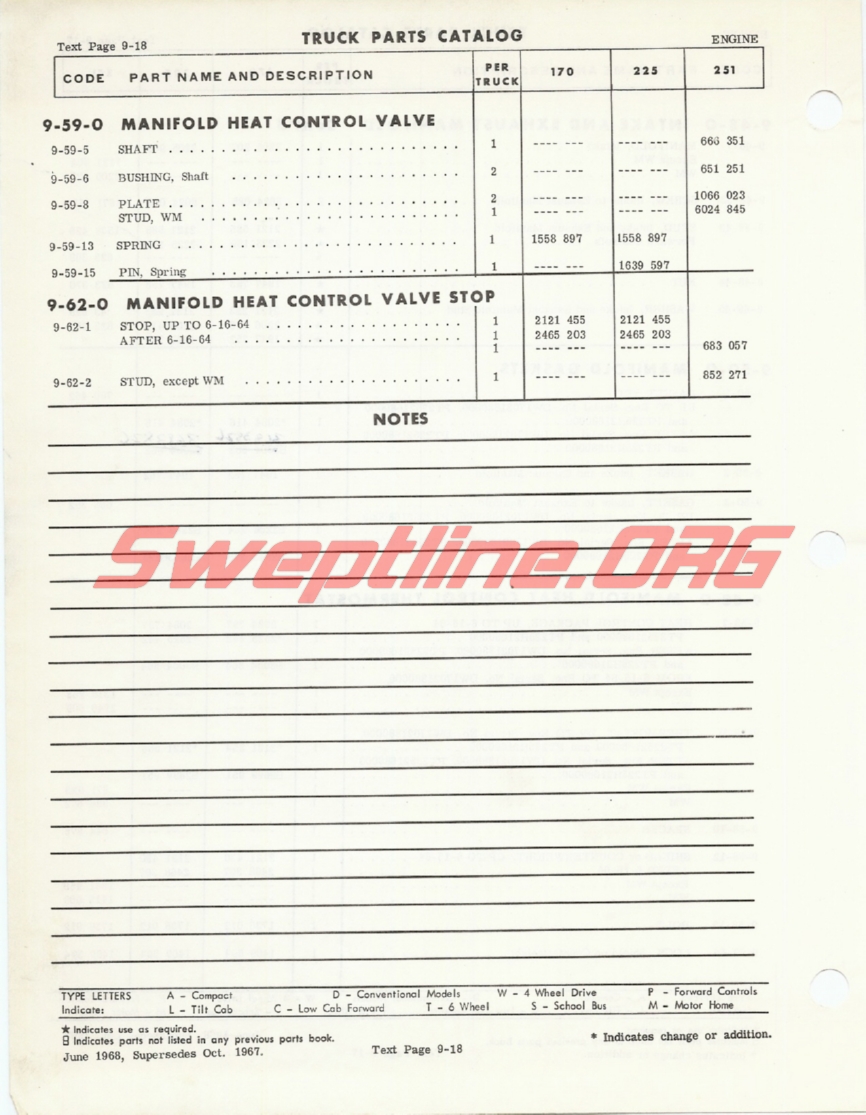 Text Page 9-18 TRUCK PARTS CATALOG ENGINE
CODE PART NAME AND DESCRIPTION PER TRUCK 170 225 251
9-59-0 MANIFOLD HEAT CONTROL VALVE
9-59-5 SHAFT . . . . . . . . . . . . . . . . . . . . . . . . . . . . 1 ---- --- ---- --- 666 351
9-59-6 BUSHING, Shaft . . . . . . . . . . . . . . . . . . . . . . 2 ---- --- ---- --- 651 251
9-59-8 PLATE . . . . . . . . . . . . . . . . . . . . . . . . . . . . 2 ---- --- ---- --- 1066 023
STUD, WM . . . . . . . . . . . . . . . . . . . . . . . . 1 ---- --- ---- --- 6024 845
9-59-13 SPRING . . . . . . . . . . . . . . . . . . . . . . . . . . 1 1558 897 1558 897
9-59-15 PIN, Spring . . . . . . . . . . . . . . . . . . . . . . . . 1 ---- --- 1639 597
9-62-0 MANIFOLD HEAT CONTROL VALVE STOP
9-62-1 STOP, UP TO 6-16-64 . . . . . . . . . . . . . . . . . . . 1 2121 455 2121 455
AFTER 6-16-64 . . . . . . . . . . . . . . . . . . . . . . 1 2465 203 2465 203
1 ---- --- ---- --- 683 057
9-62-2 STUD, except WM . . . . . . . . . . . . . . . . . . . . . 1 ---- --- ---- --- 852 271
NOTES
Sweptline.ORG
TYPE LETTERS A - Compact D - Conventional Models W - 4 Wheel Drive P - Forward Controls
Indicate: L - Tilt Cab C - Low Cab Forward T - 6 Wheel S - School Bus M - Motor Home
★ Indicates use as required.
Indicates parts not listed in any previous parts book.
* Indicates change or addition.
June 1968, Supersedes Oct. 1967. Text Page 9-18